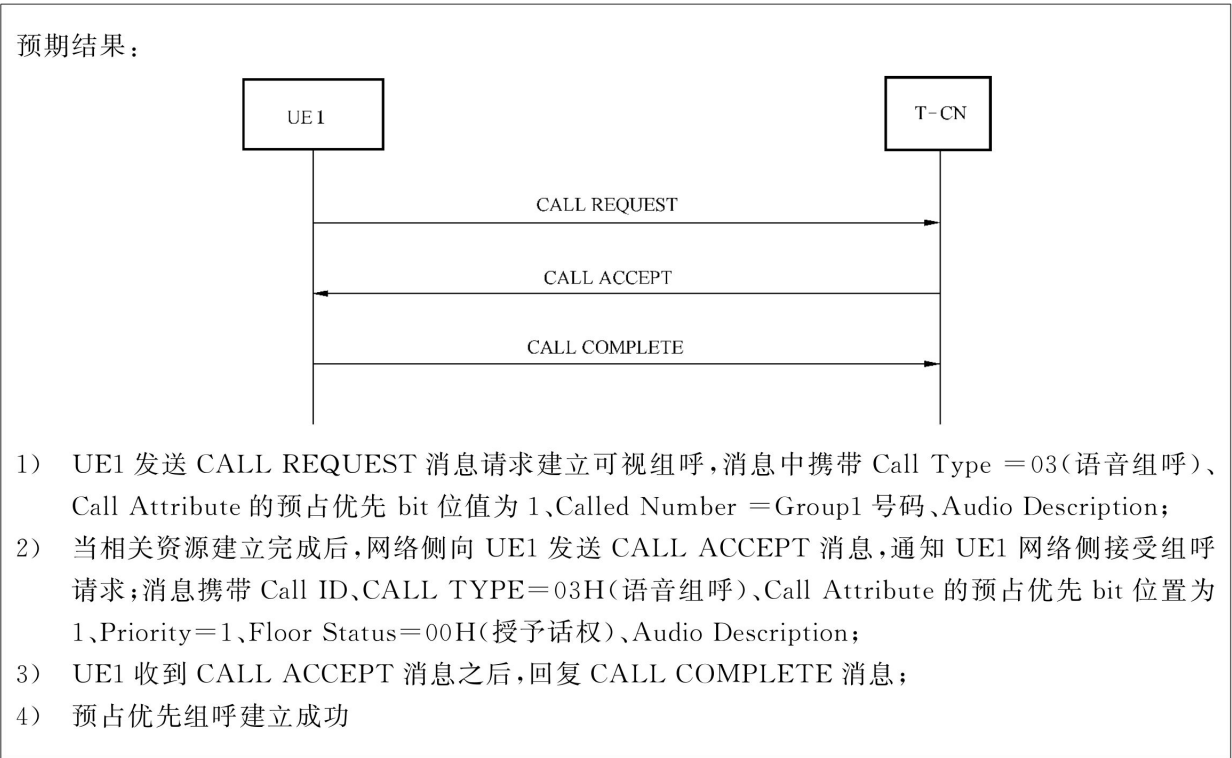 预期结果：
UE1
T-CN
CALL REQUEST
CALL ACCEPT
CALL COMPLETE
1） UE1 发送 CALL REQUEST 消息请求建立可视组呼，消息中携带 Call Type ＝03（语音组呼）、
Call Attribute 的预占优先 bit 位值为 1、Called Number ＝Group1 号码、Audio Description；
2） 当相关资源建立完成后，网络侧向 UE1 发送 CALL ACCEPT 消息，通知 UE1 网络侧接受组呼
请求；消息携带 Call ID、CALL TYPE＝03H（语音组呼）、Call Attribute 的预占优先 bit 位置为
1、Priority＝1、Floor Status＝00H（授予话权）、Audio Description；
3） UE1 收到 CALL ACCEPT 消息之后，回复 CALL COMPLETE 消息；
4） 预占优先组呼建立成功